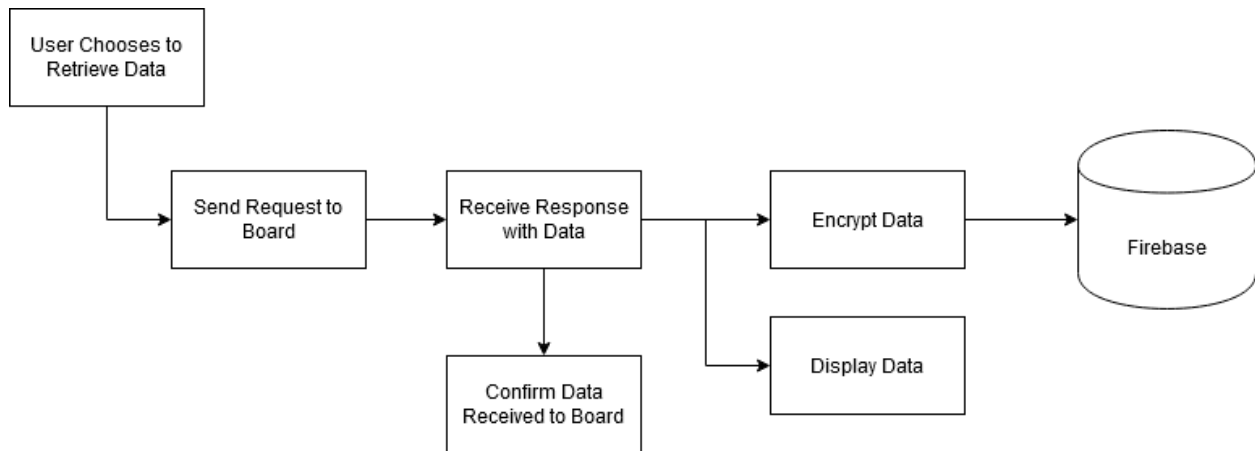 User Chooses to
Retrieve Data
Send Request to
Board
Receive Response
with Data
Encrypt Data
Firebase
Display Data
Confirm Data
Received to Board